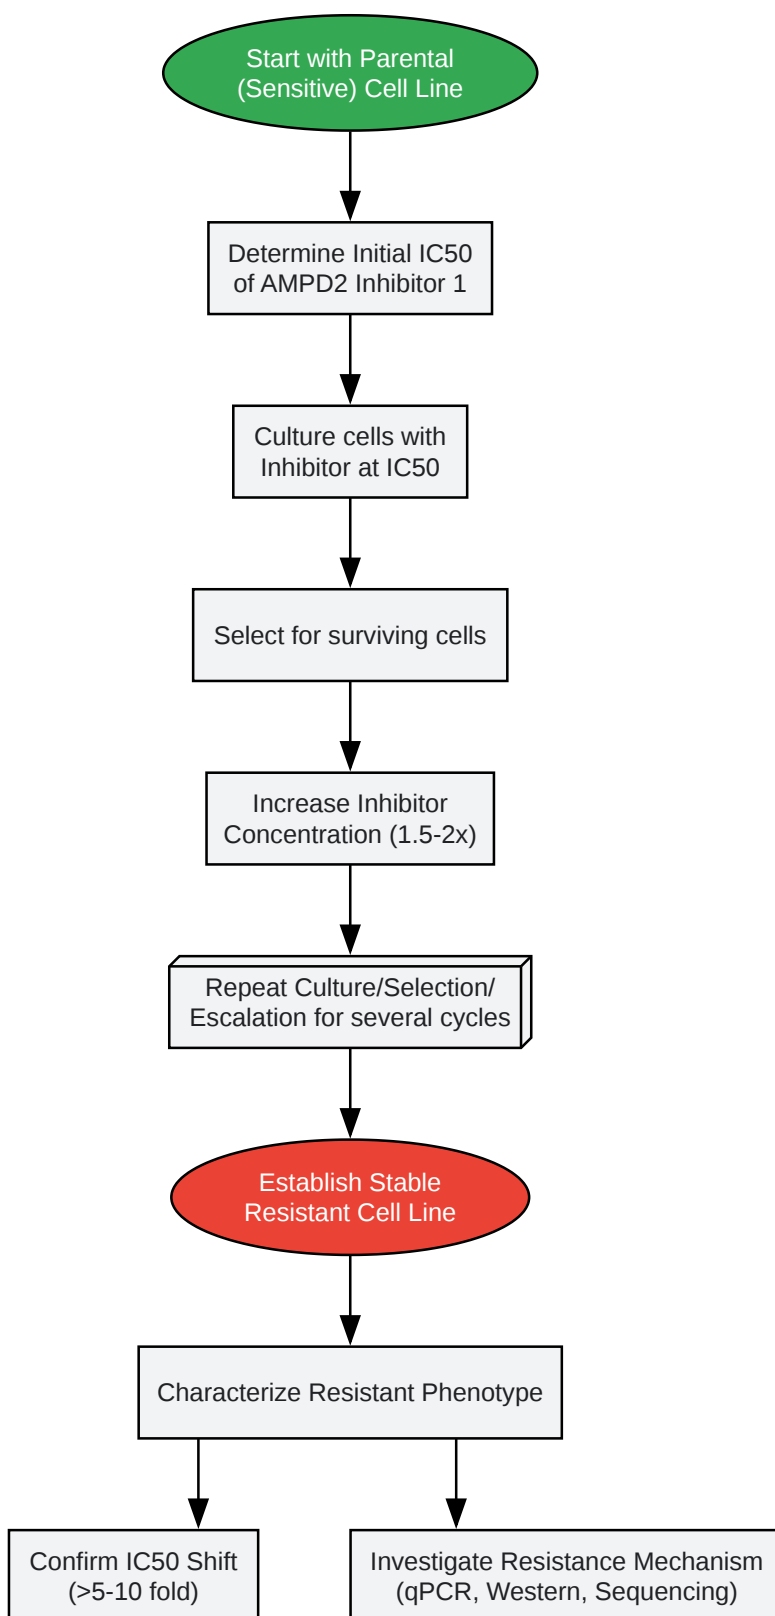 Start with Parental
(Sensitive) Cell Line
Determine Initial IC50
of AMPD2 Inhibitor 1
Culture cells with
Inhibitor at IC50
Select for surviving cells
Increase Inhibitor
Concentration (1.5-2x)
Repeat Culture/Selection/
Escalation for several cycles
Establish Stable
Resistant Cell Line
Characterize Resistant Phenotype
Confirm IC50 Shift
(>5-10 fold)
Investigate Resistance Mechanism
(qPCR, Western, Sequencing)